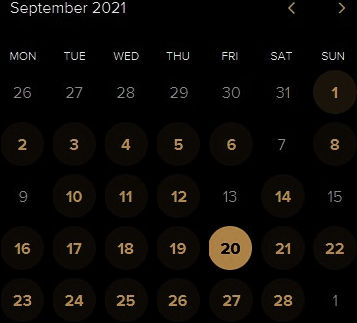 September 2021
MON TUE WED THU FRI SAT SUN
26 27 28 29 30 31 1
2 3 4 5 6 7 8
9 10 11 12 13 14 15
16 17 18 19 20 21 22
23 24 25 26 27 28 1